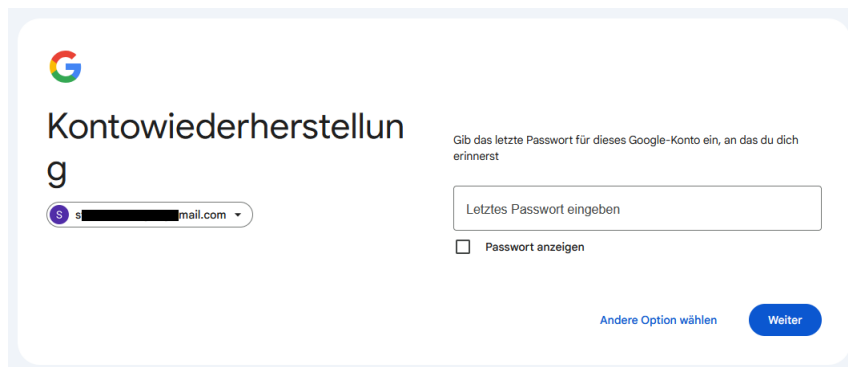 Kontowiederherstellun
g
S s mail.com
Gib das letzte Passwort für dieses Google-Konto ein, an das du dich
erinnerst
Letztes Passwort eingeben
Passwort anzeigen
Andere Option wählen
Weiter